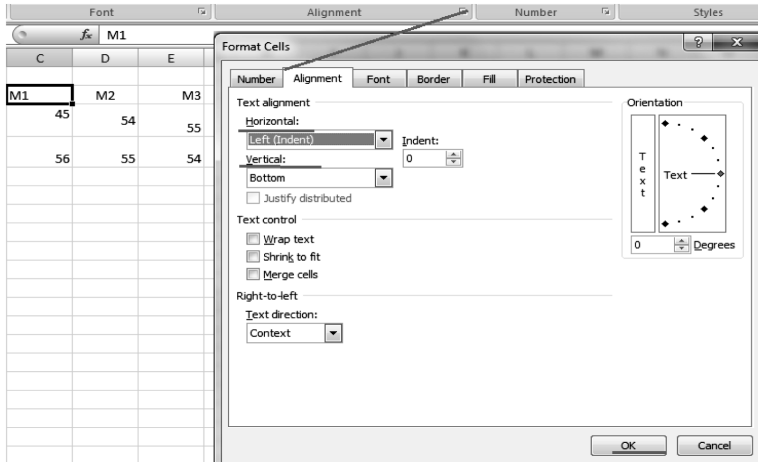 Font Alignment Number Styles
fx M1
Format Cells ? X
C D E
Number Alignment Font Border Fill Protection
M1 M2 M3
45 54 55
56 55 54
Text alignment
Horizontal:
Left (Indent)
Indent:
0
Vertical:
Bottom
Justify distributed
Text control
Wrap text
Shrink to fit
Merge cells
Right-to-left
Text direction:
Context
Orientation
Text
Text
0 Degrees
OK Cancel